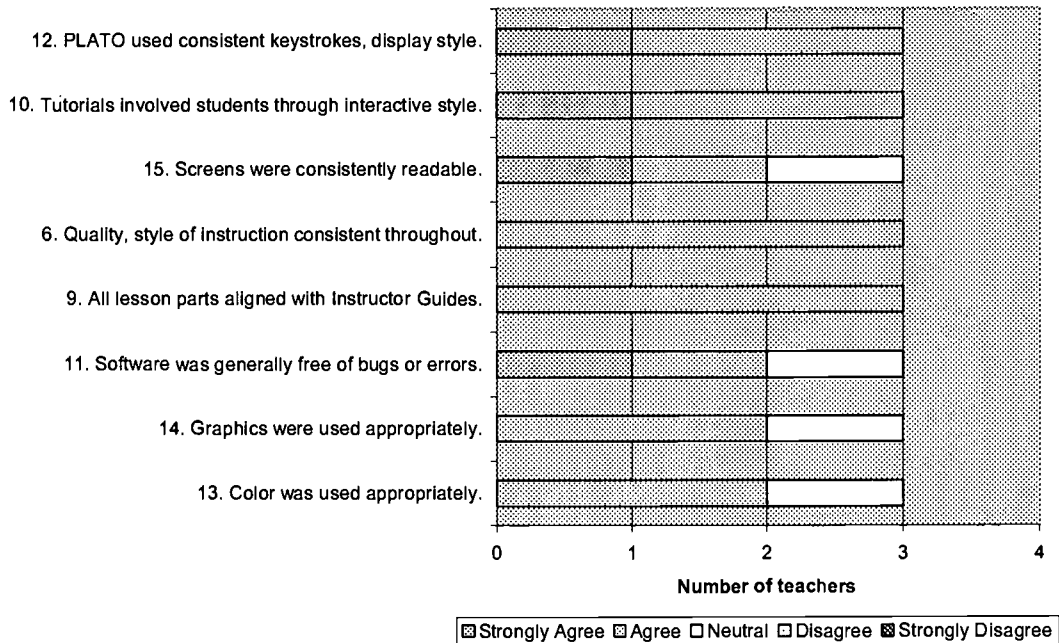 12. PLATO used consistent keystrokes, display style.
10. Tutorials involved students through interactive style.
15. Screens were consistently readable.
6. Quality, style of instruction consistent throughout.
9. All lesson parts aligned with Instructor Guides.
11. Software was generally free of bugs or errors.
14. Graphics were used appropriately.
13. Color was used appropriately.
0 1 2 3 4
Number of teachers
Strongly Agree Agree Neutral Disagree Strongly Disagree